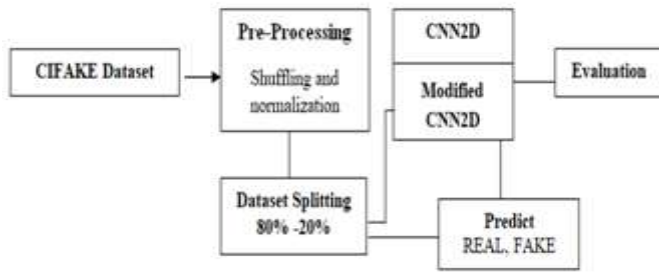 CIFAKE Dataset
Pre-Processing
Shuffling and
normalization
Dataset Splitting
80% -20%
CNN2D
Modified
CNN2D
Evaluation
Predict
REAL, FAKE